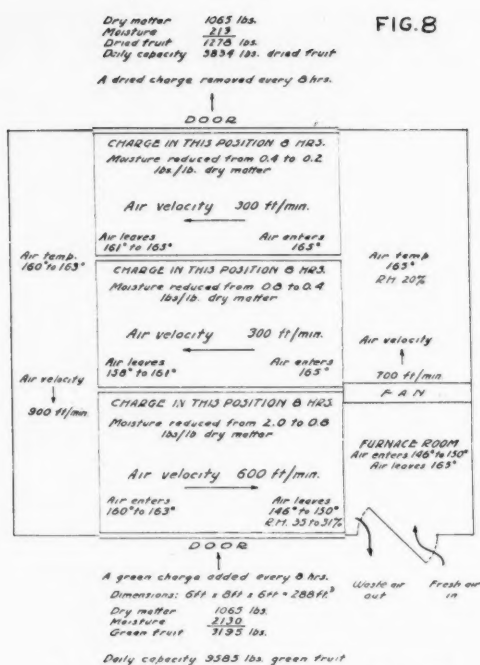 FIG.8
Dry matter 1065 lbs.
Moisture 213
Dried fruit 1278 lbs.
Daily capacity 3834 lbs. dried fruit
A dried charge removed every 8 hrs.
DOOR
CHARGE IN THIS POSITION 8 HRS.
Moisture reduced from 0.4 to 0.2
lbs/lb. dry matter
Air velocity 300 ft/min.
Air leaves
161° to 163°
Air enters
165°
Air temp.
160° to 163°
Air temp
165°
R.H. 20%
CHARGE IN THIS POSITION 8 HRS.
Moisture reduced from 0.8 to 0.4
lbs/lb. dry matter
Air velocity 300 ft/min.
Air leaves
158° to 161°
Air enters
165°
Air velocity
900 ft/min.
Air velocity
700 ft/min.
FAN
CHARGE IN THIS POSITION 8 HRS.
Moisture reduced from 2.0 to 0.8
lbs/lb dry matter
Air velocity 600 ft/min.
Air enters
160° to 163°
Air leaves
146° to 150°
R.H. 35 to 31%
FURNACE ROOM
Air enters 146° to 150°
Air leaves 165°
DOOR
A green charge added every 8 hrs.
Dimensions: 6ft. x 8ft x 6ft = 288ft.³
Dry matter 1065 lbs.
Moisture 2130
Green fruit 3195 lbs.
Daily capacity 9585 lbs. green fruit
Waste air
out
Fresh air
in